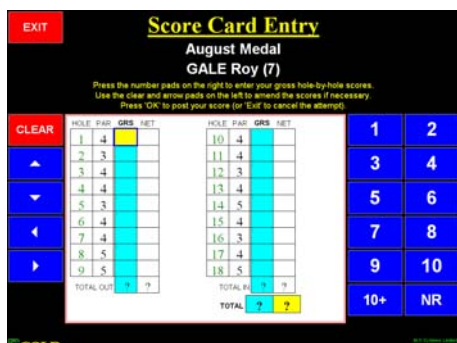 EXIT
Score Card Entry
August Medal
GALE Roy (7)
Press the number pads on the right to enter your gross hole-by-hole scores.
Use the clear and arrow pads on the left to amend the scores if necessary.
Press 'OK' to post your score (or 'Exit' to cancel the attempt).
CLEAR
HOLE PAR GRS NET
1 4
2 3
3 4
4 4
5 3
6 4
7 4
8 5
9 5
TOTAL OUT ? ?
HOLE PAR GRS NET
10 4
11 4
12 3
13 4
14 5
15 4
16 3
17 4
18 5
TOTAL IN ? ?
TOTAL ? ?
1 2
3 4
5 6
7 8
9 10
10+ NR